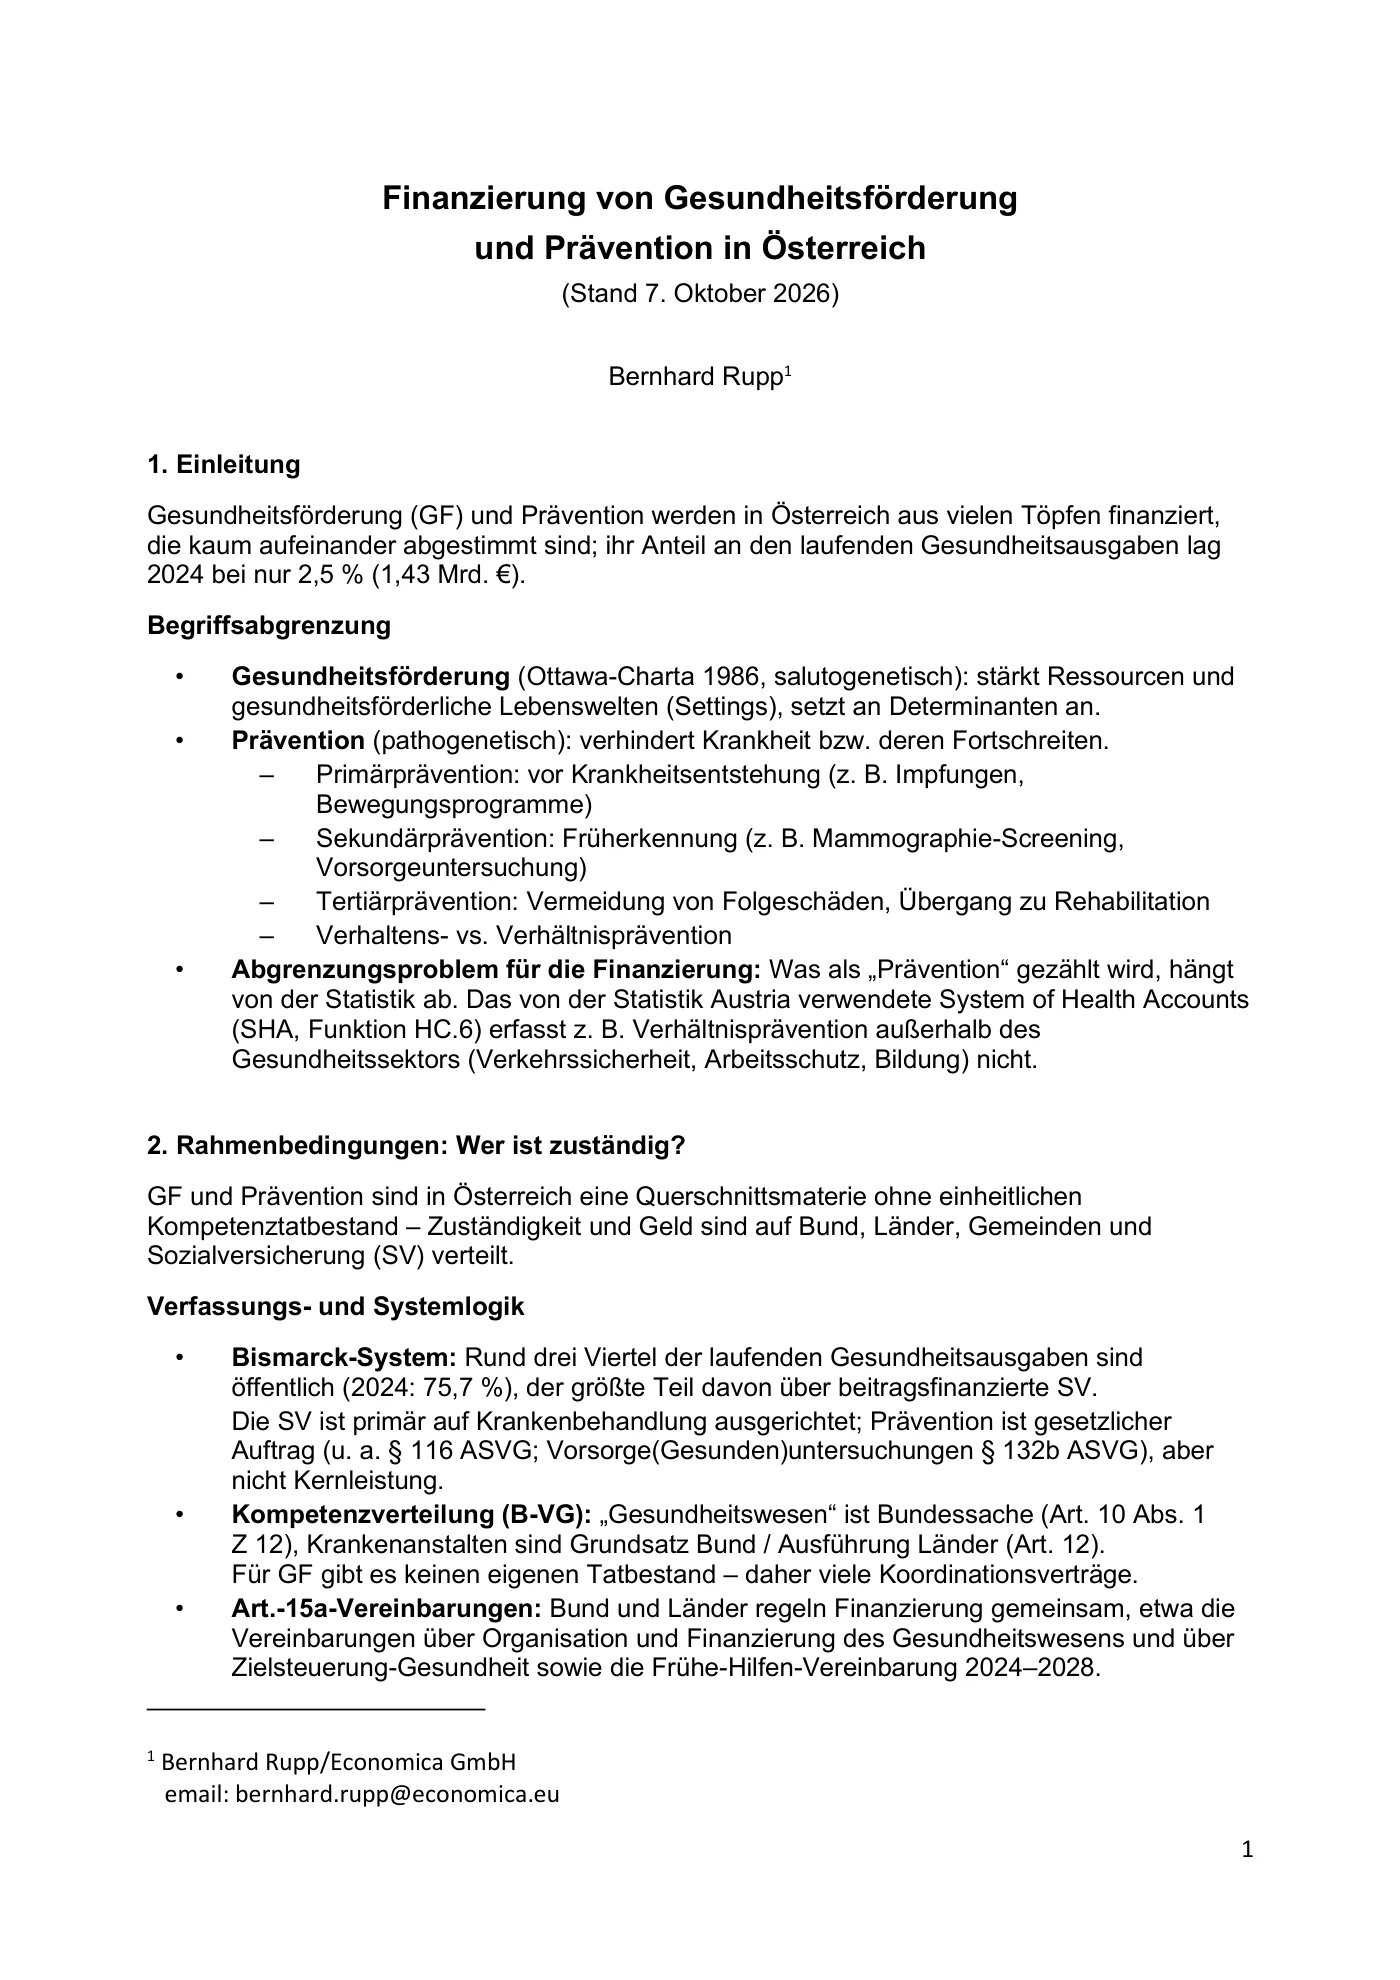 Finanzierung von Gesundheitsförderung
und Prävention in Österreich
(Stand 7. Oktober 2026)
Bernhard Rupp¹
1. Einleitung
Gesundheitsförderung (GF) und Prävention werden in Österreich aus vielen Töpfen finanziert,
die kaum aufeinander abgestimmt sind; ihr Anteil an den laufenden Gesundheitsausgaben lag
2024 bei nur 2,5 % (1,43 Mrd. €).
Begriffsabgrenzung
• Gesundheitsförderung (Ottawa-Charta 1986, salutogenetisch): stärkt Ressourcen und
gesundheitsförderliche Lebenswelten (Settings), setzt an Determinanten an.
• Prävention (pathogenetisch): verhindert Krankheit bzw. deren Fortschreiten.
– Primärprävention: vor Krankheitsentstehung (z. B. Impfungen,
Bewegungsprogramme)
– Sekundärprävention: Früherkennung (z. B. Mammographie-Screening,
Vorsorgeuntersuchung)
– Tertiärprävention: Vermeidung von Folgeschäden, Übergang zu Rehabilitation
– Verhaltens- vs. Verhältnisprävention
• Abgrenzungsproblem für die Finanzierung: Was als „Prävention“ gezählt wird, hängt
von der Statistik ab. Das von der Statistik Austria verwendete System of Health Accounts
(SHA, Funktion HC.6) erfasst z. B. Verhältnisprävention außerhalb des
Gesundheitssektors (Verkehrssicherheit, Arbeitsschutz, Bildung) nicht.
2. Rahmenbedingungen: Wer ist zuständig?
GF und Prävention sind in Österreich eine Querschnittsmaterie ohne einheitlichen
Kompetenztatbestand – Zuständigkeit und Geld sind auf Bund, Länder, Gemeinden und
Sozialversicherung (SV) verteilt.
Verfassungs- und Systemlogik
• Bismarck-System: Rund drei Viertel der laufenden Gesundheitsausgaben sind
öffentlich (2024: 75,7 %), der größte Teil davon über beitragsfinanzierte SV.
Die SV ist primär auf Krankenbehandlung ausgerichtet; Prävention ist gesetzlicher
Auftrag (u. a. § 116 ASVG; Vorsorge(Gesunden)untersuchungen § 132b ASVG), aber
nicht Kernleistung.
• Kompetenzverteilung (B-VG): „Gesundheitswesen“ ist Bundessache (Art. 10 Abs. 1
Z 12), Krankenanstalten sind Grundsatz Bund / Ausführung Länder (Art. 12).
Für GF gibt es keinen eigenen Tatbestand – daher viele Koordinationsverträge.
• Art.-15a-Vereinbarungen: Bund und Länder regeln Finanzierung gemeinsam, etwa die
Vereinbarungen über Organisation und Finanzierung des Gesundheitswesens und über
Zielsteuerung-Gesundheit sowie die Frühe-Hilfen-Vereinbarung 2024–2028.
¹ Bernhard Rupp/Economica GmbH
email: bernhard.rupp@economica.eu
1